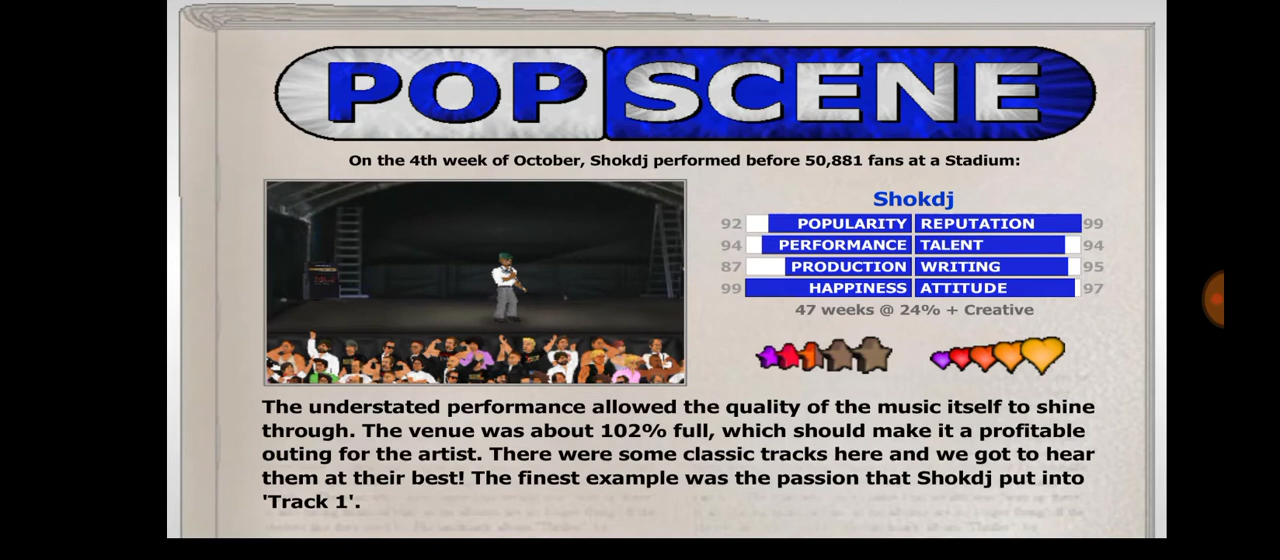 POP SCENE
On the 4th week of October, Shokdj performed before 50,881 fans at a Stadium:
Shokdj
92 POPULARITY REPUTATION 99
94 PERFORMANCE TALENT 94
87 PRODUCTION WRITING 95
99 HAPPINESS ATTITUDE 97
47 weeks @ 24% + Creative
The understated performance allowed the quality of the music itself to shine
through. The venue was about 102% full, which should make it a profitable
outing for the artist. There were some classic tracks here and we got to hear
them at their best! The finest example was the passion that Shokdj put into
'Track 1'.